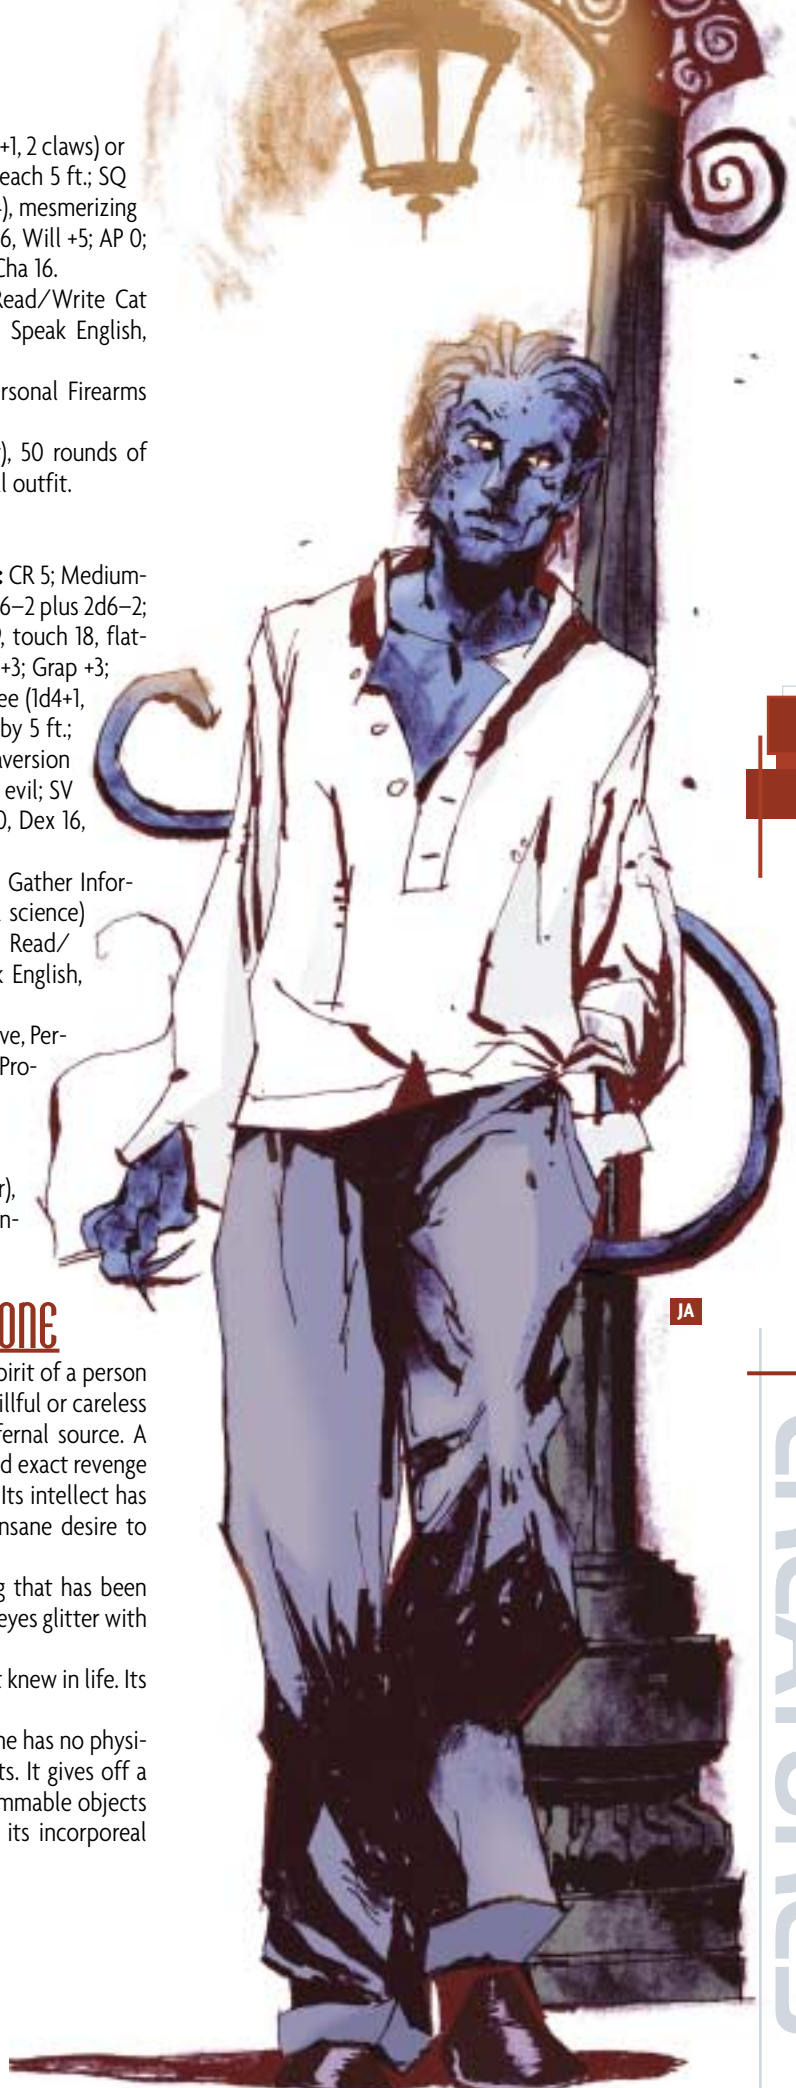 +1, 2 claws) or
each 5 ft.; SQ
), mesmerizing
6, Will +5; AP 0;
Cha 16.
Read/Write Cat
Speak English,
rsonal Firearms
), 50 rounds of
l outfit.
: CR 5; Medium-
6–2 plus 2d6–2;
, touch 18, flat-
+3; Grap +3;
ee (1d4+1,
by 5 ft.;
aversion
evil; SV
0, Dex 16,
Gather Infor-
science)
Read/
k English,
ve, Per-
Pro-
r),
n-
ONE
pirit of a person
illful or careless
fernal source. A
d exact revenge
Its intellect has
nsane desire to
g that has been
eyes glitter with
t knew in life. Its
ne has no physi-
ts. It gives off a
mmable objects
its incorporeal
JA